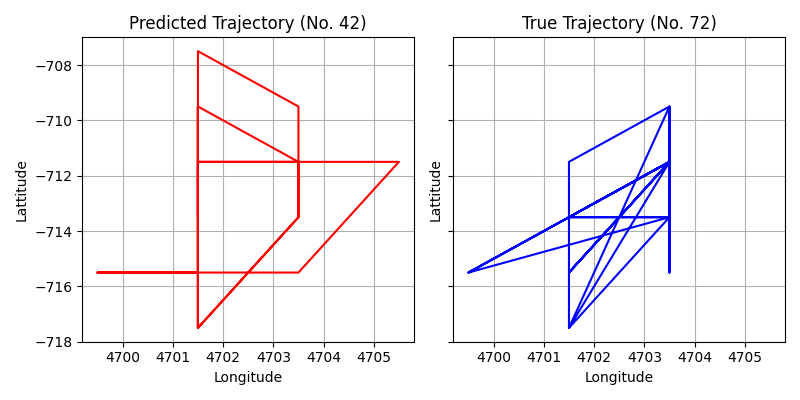 Predicted Trajectory (No. 42)
True Trajectory (No. 72)
Lattitude
−708
−710
−712
−714
−716
−718
4700 4701 4702 4703 4704 4705
Longitude
Lattitude
4700 4701 4702 4703 4704 4705
Longitude